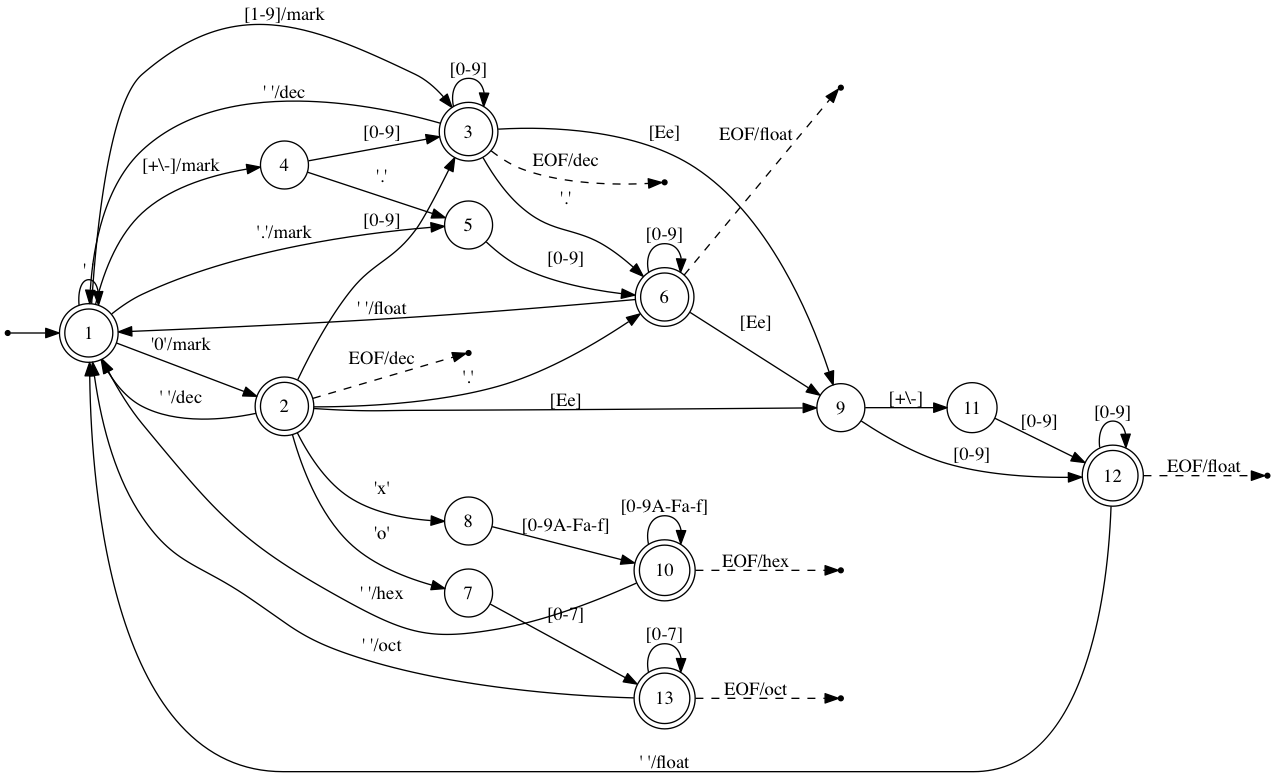 [1-9]/mark
[0-9]
' '/dec
3
[Ee]
EOF/float
[0-9]
[+\-]/mark
4
EOF/dec
'.'
'.'
[0-9]
5
'.'/mark
[0-9]
[0-9]
' '
6
' '/float
1
[Ee]
'0'/mark
EOF/dec
'.'
' '/dec
2
[Ee]
9
[+\-]
11
[0-9]
[0-9]
[0-9]
12
EOF/float
'x'
[0-9A-Fa-f]
8
[0-9A-Fa-f]
'o'
10
EOF/hex
' '/hex
7
[0-7]
[0-7]
' '/oct
13
EOF/oct
' '/float